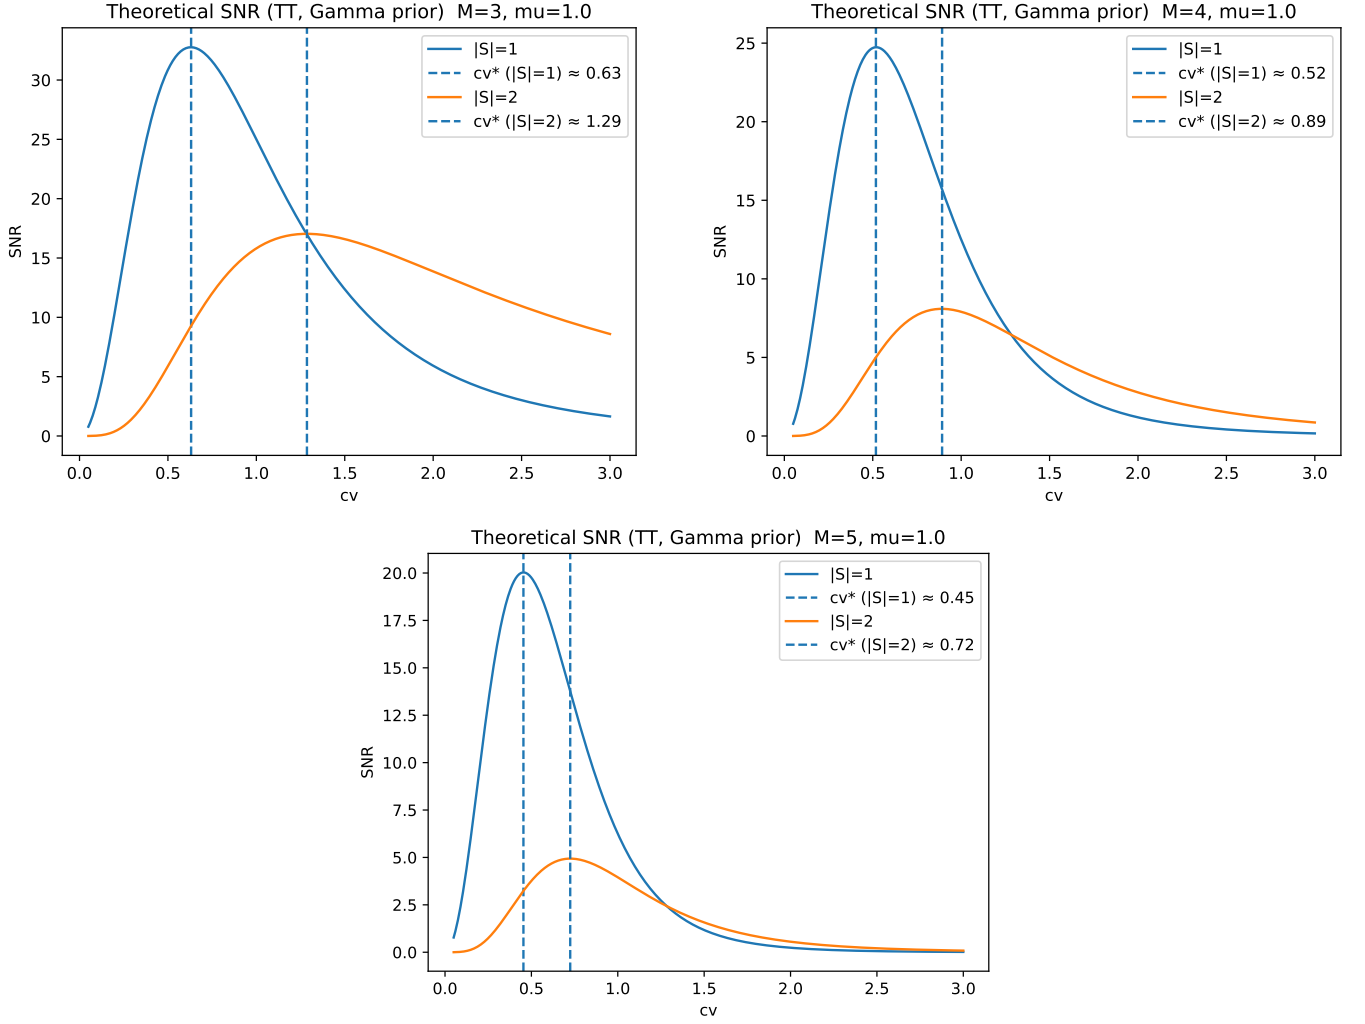 Theoretical SNR (TT, Gamma prior)  M=3, mu=1.0
|S|=1
cv* (|S|=1) ≈ 0.63
|S|=2
cv* (|S|=2) ≈ 1.29
SNR
30
25
20
15
10
5
0
0.0 0.5 1.0 1.5 2.0 2.5 3.0
cv
Theoretical SNR (TT, Gamma prior)  M=4, mu=1.0
|S|=1
cv* (|S|=1) ≈ 0.52
|S|=2
cv* (|S|=2) ≈ 0.89
SNR
25
20
15
10
5
0
0.0 0.5 1.0 1.5 2.0 2.5 3.0
cv
Theoretical SNR (TT, Gamma prior)  M=5, mu=1.0
|S|=1
cv* (|S|=1) ≈ 0.45
|S|=2
cv* (|S|=2) ≈ 0.72
SNR
20.0
17.5
15.0
12.5
10.0
7.5
5.0
2.5
0.0
0.0 0.5 1.0 1.5 2.0 2.5 3.0
cv